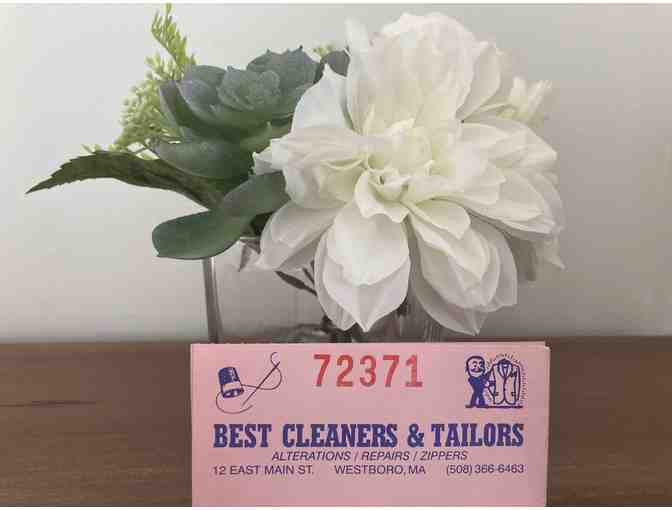 72371
BEST CLEANERS & TAILORS
ALTERATIONS / REPAIRS / ZIPPERS
12 EAST MAIN ST. WESTBORO, MA (508) 366-6463